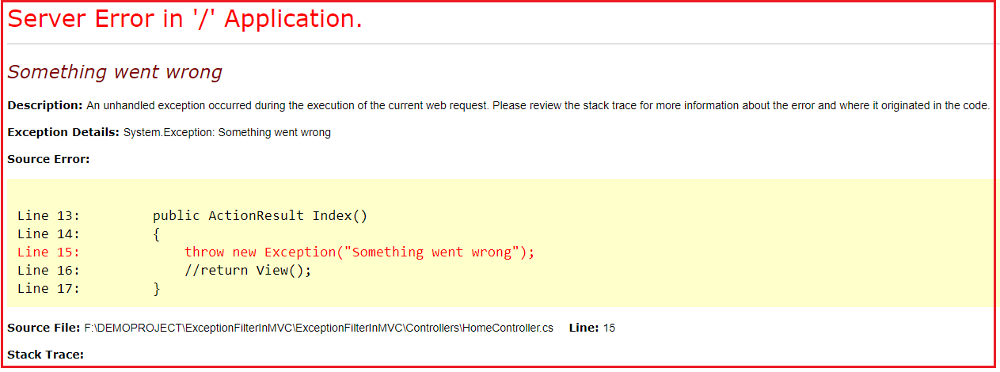 Server Error in '/' Application.
Something went wrong
Description: An unhandled exception occurred during the execution of the current web request. Please review the stack trace for more information about the error and where it originated in the code.
Exception Details: System.Exception: Something went wrong
Source Error:
Line 13:         public ActionResult Index()
Line 14:         {
Line 15:             throw new Exception("Something went wrong");
Line 16:             //return View();
Line 17:         }
Source File: F:\DEMOPROJECT\ExceptionFilterInMVC\ExceptionFilterInMVC\Controllers\HomeController.cs    Line: 15
Stack Trace: